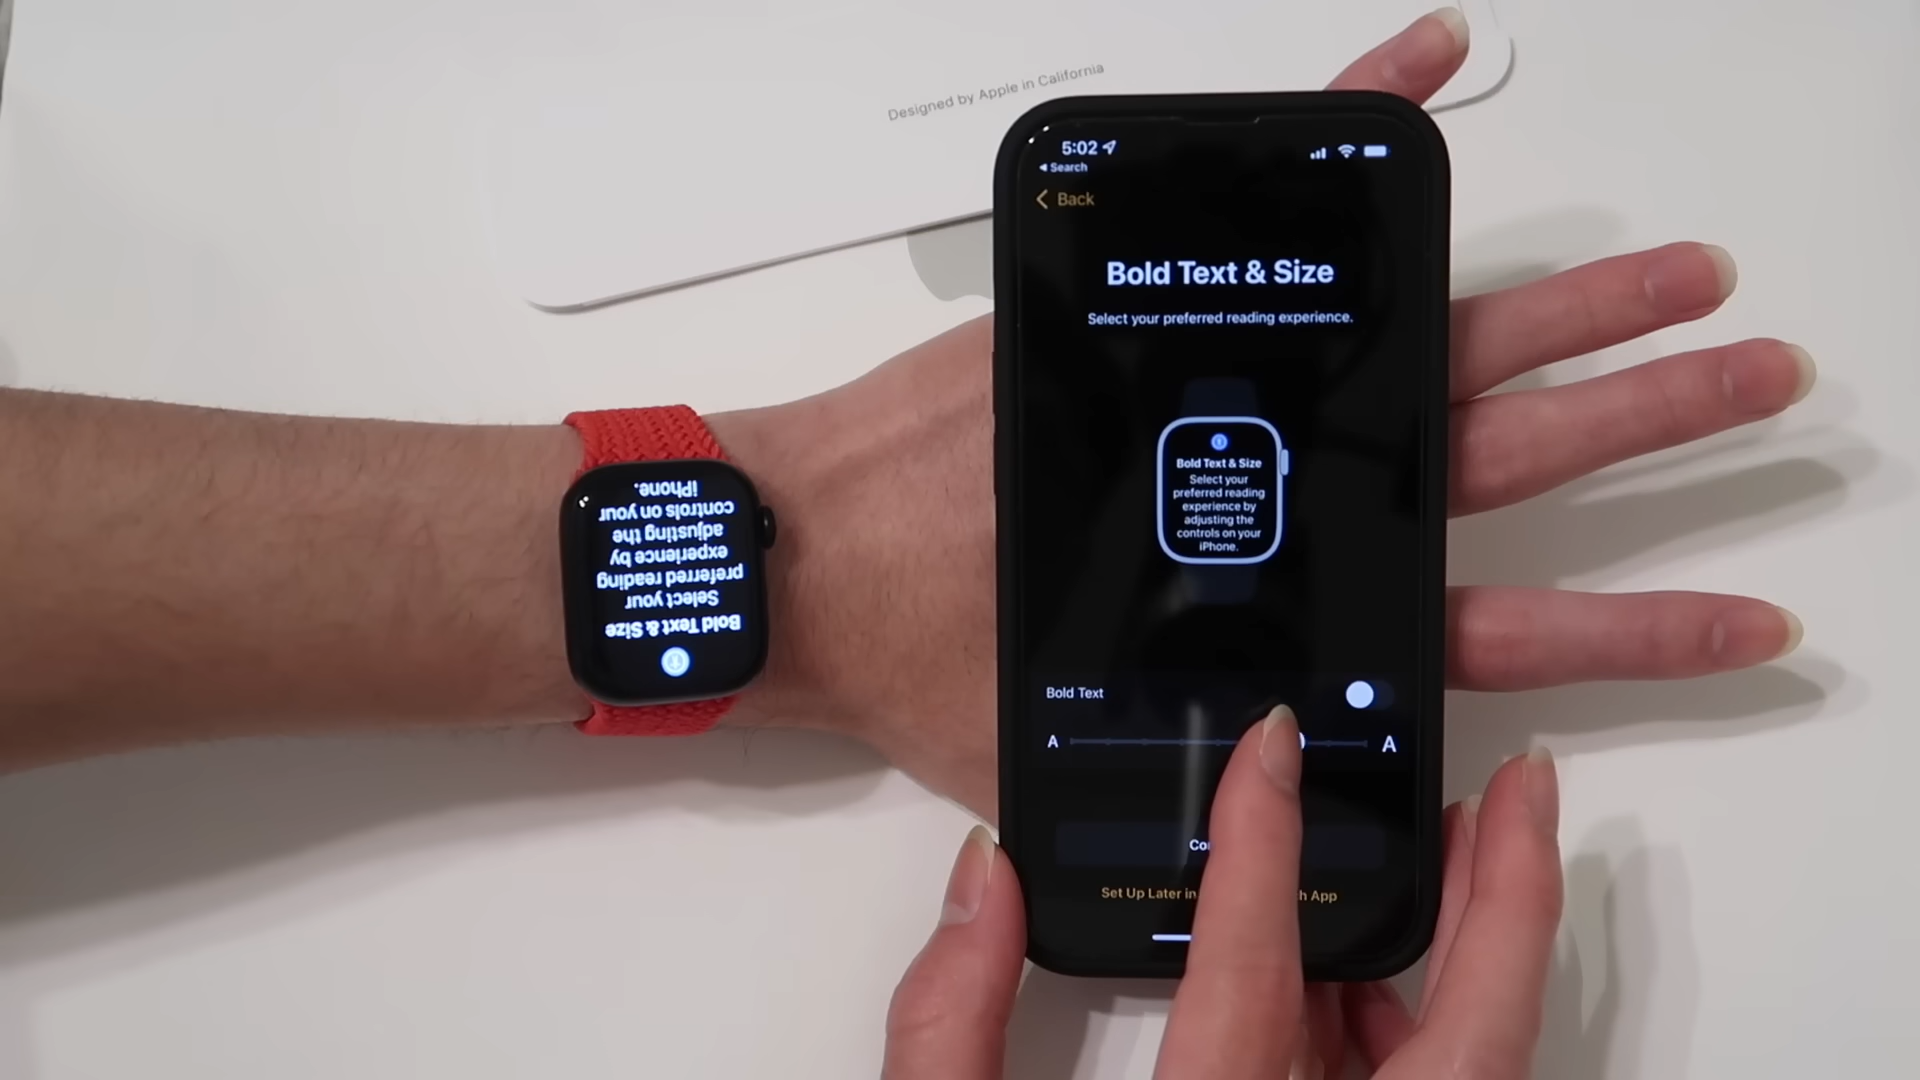 Designed by Apple in California
5:02
Search
Back
Bold Text & Size
Select your preferred reading experience.
Bold Text & Size
Select your
preferred reading
experience by
adjusting the
controls on your
iPhone.
Bold Text
A A
Set Up Later in
App
Bold Text & Size
Select your
preferred reading
experience by
adjusting the
controls on your
iPhone.